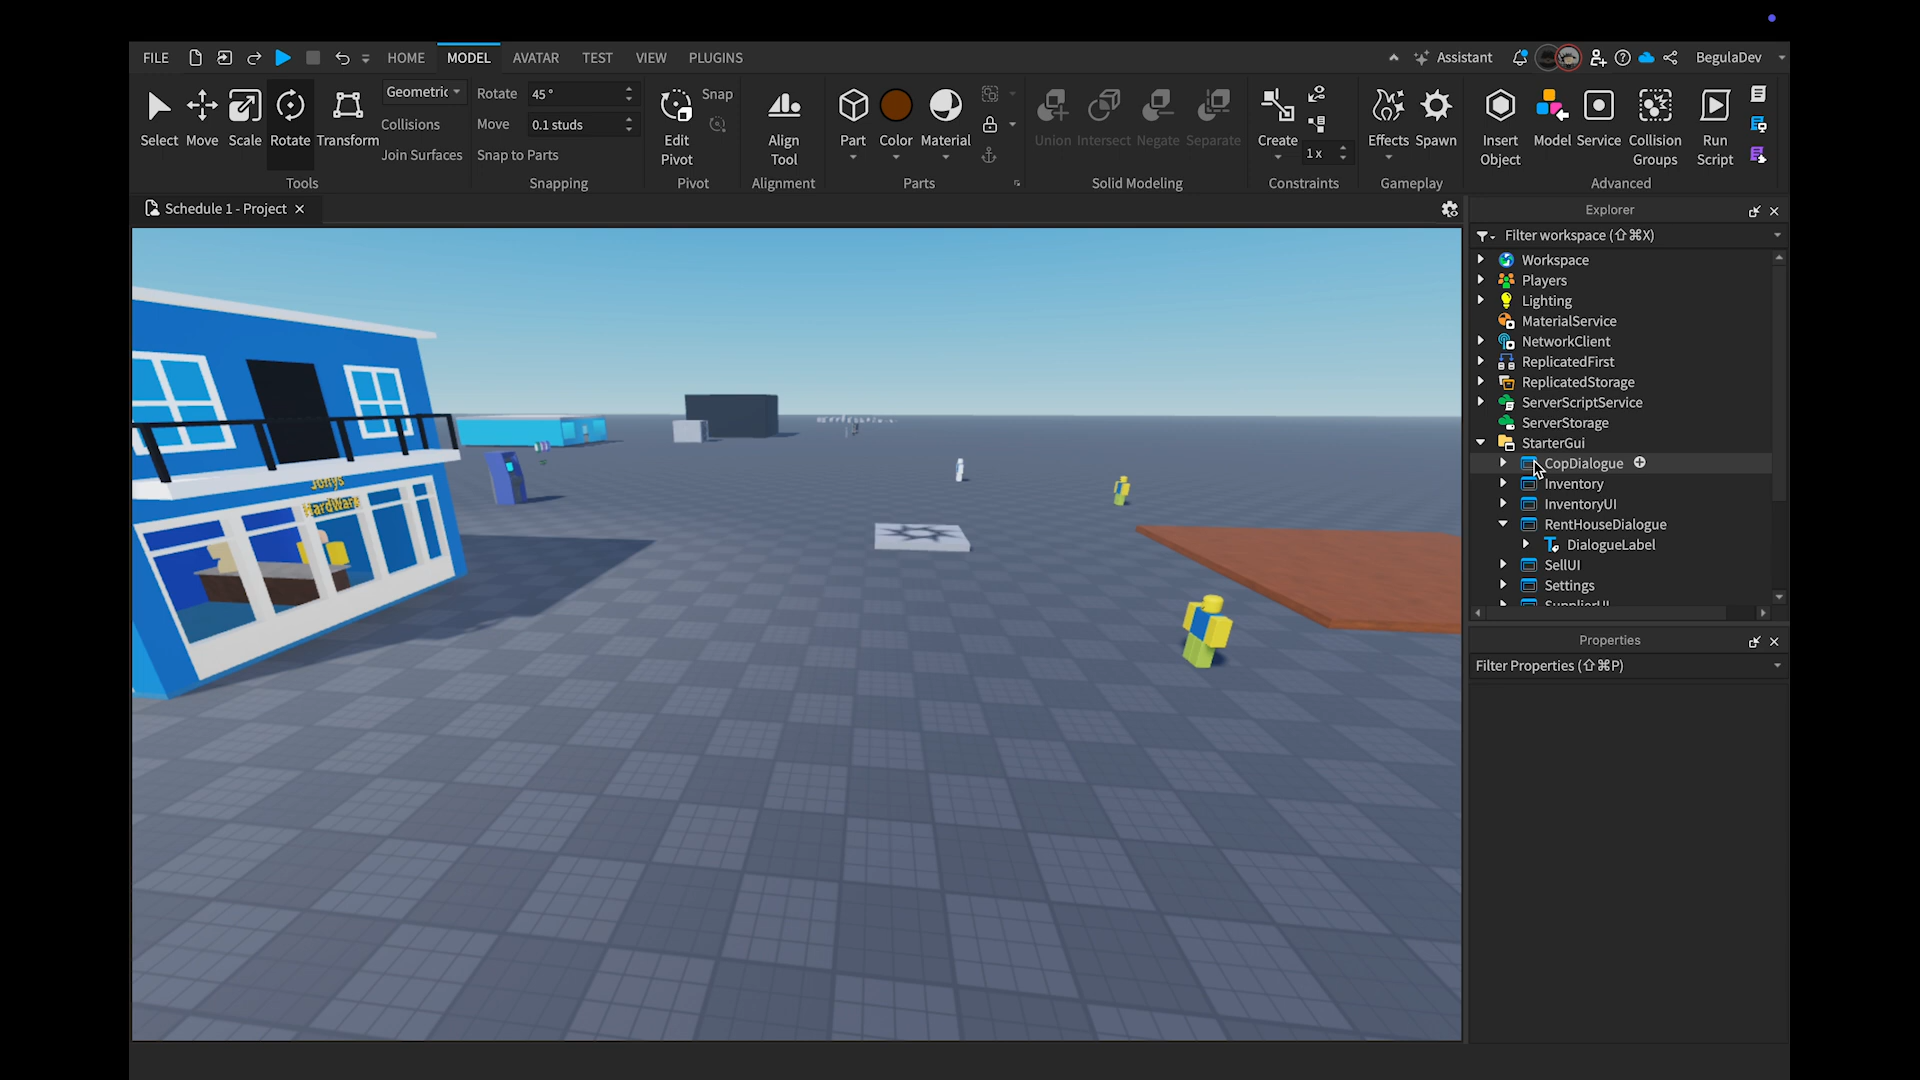 FILE
HOME
MODEL
AVATAR
TEST
VIEW
PLUGINS
Assistant
BegulaDev
Select
Move
Scale
Rotate
Transform
Geometric
Collisions
Join Surfaces
Tools
Rotate
45 °
Move
0.1 studs
Snap to Parts
Snapping
Edit
Pivot
Snap
Pivot
Align
Tool
Alignment
Part
Color
Material
Parts
Union
Intersect
Negate
Separate
Solid Modeling
Create
1 x
Constraints
Effects
Spawn
Gameplay
Insert
Object
Model
Service
Collision
Groups
Run
Script
Advanced
Schedule 1 - Project
Jollys
HardWare
Explorer
Filter workspace (⇧⌘X)
Workspace
Players
Lighting
MaterialService
NetworkClient
ReplicatedFirst
ReplicatedStorage
ServerScriptService
ServerStorage
StarterGui
CopDialogue
Inventory
InventoryUI
RentHouseDialogue
DialogueLabel
SellUI
Settings
SupplierUI
Properties
Filter Properties (⇧⌘P)